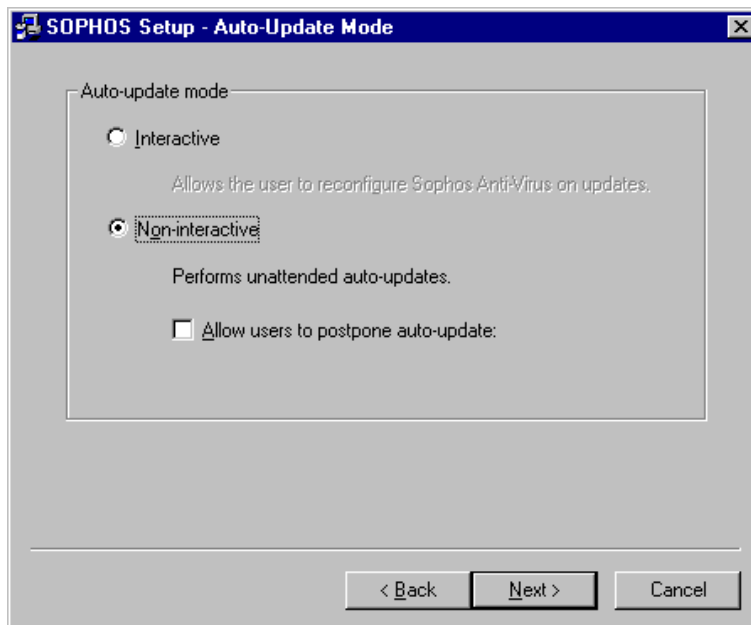 SOPHOS Setup - Auto-Update Mode
Auto-update mode
Interactive
Allows the user to reconfigure Sophos Anti-Virus on updates.
Non-interactive
Performs unattended auto-updates.
Allow users to postpone auto-update:
< Back Next > Cancel